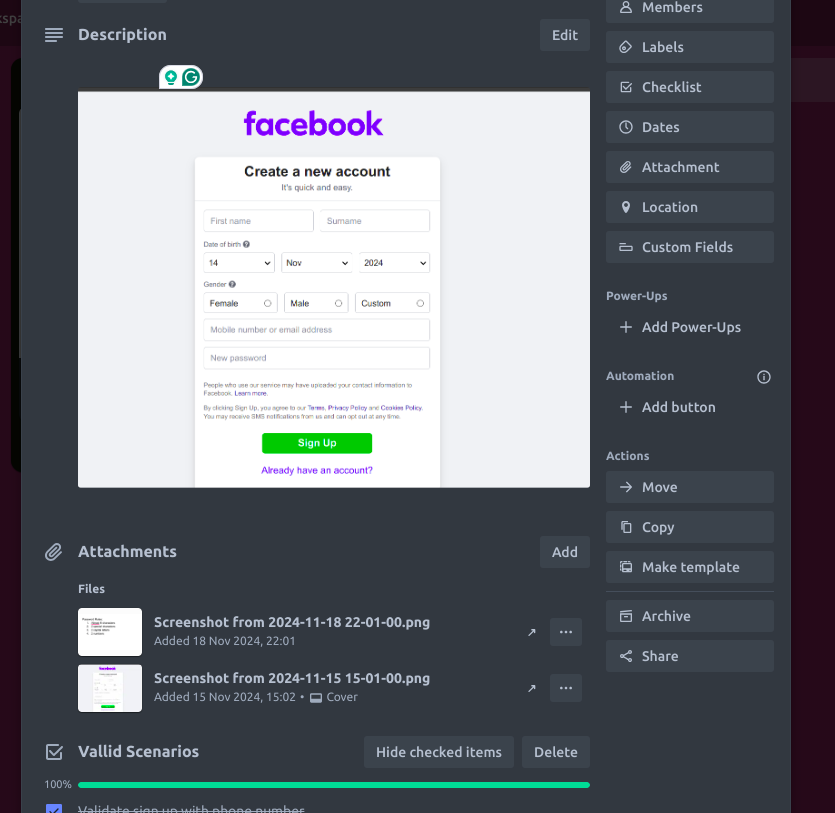 kspa
Description
Edit
facebook
Create a new account
It's quick and easy.
First name
Surname
Date of birth
14
Nov
2024
Gender
Female
Male
Custom
Mobile number or email address
New password
People who use our service may have uploaded your contact information to
Facebook. Learn more.
By clicking Sign Up, you agree to our Terms, Privacy Policy and Cookies Policy.
You may receive SMS notifications from us and can opt out at any time.
Sign Up
Already have an account?
Attachments
Add
Files
Screenshot from 2024-11-18 22-01-00.png
Added 18 Nov 2024, 22:01
Screenshot from 2024-11-15 15-01-00.png
Added 15 Nov 2024, 15:02 • Cover
Vallid Scenarios
Hide checked items
Delete
100%
Validate sign up with phone number
Members
Labels
Checklist
Dates
Attachment
Location
Custom Fields
Power-Ups
Add Power-Ups
Automation
Add button
Actions
Move
Copy
Make template
Archive
Share